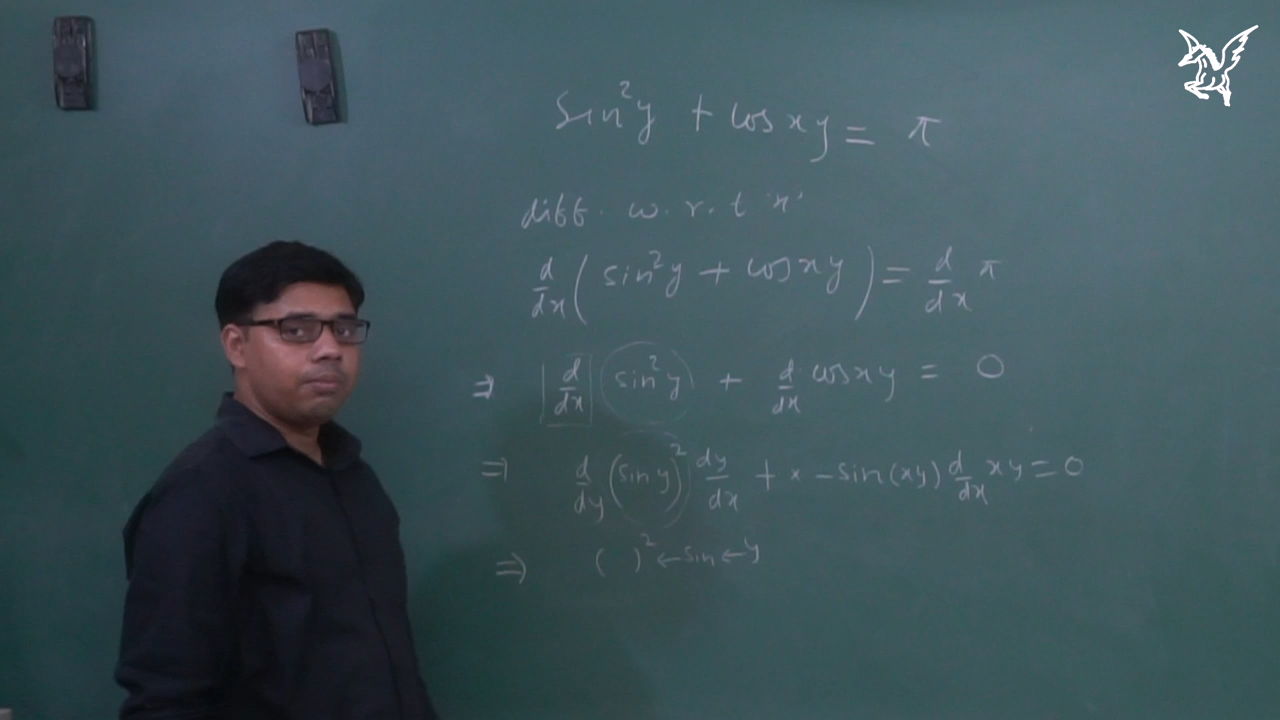 sin²y + cos xy = π
diff. w.r.t 'x'
d/dx ( sin²y + cos xy ) = d/dx π
⇒ d/dx sin²y + d/dx cos xy = 0
⇒ d/dy (sin y)² dy/dx + x - sin(xy) d/dx xy = 0
⇒ ( )² ← sin ← y